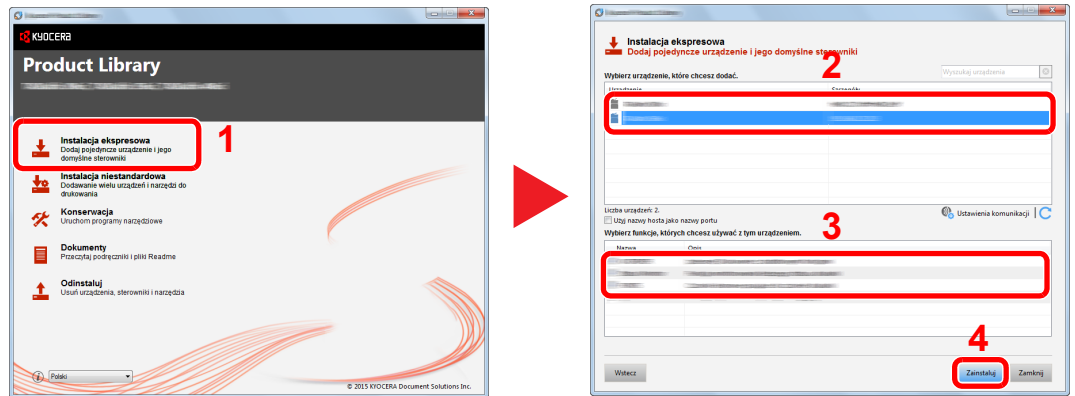 KYOCERA
Product Library
1
Instalacja ekspresowa
Dodaj pojedyncze urządzenie i jego
domyślne sterowniki
Instalacja niestandardowa
Dodawanie wielu urządzeń i narzędzi do
drukowania
Konserwacja
Uruchom programy narzędziowe
Dokumenty
Przeczytaj podręczniki i pliki Readme
Odinstaluj
Usuń urządzenia, sterowniki i narzędzia
Polski
© 2015 KYOCERA Document Solutions Inc.
Instalacja ekspresowa
Dodaj pojedyncze urządzenie i jego domyślne sterowniki
2
Wybierz urządzenie, które chcesz dodać.
Wyszukaj urządzenia
Urządzenie
Szczegóły
Liczba urządzeń: 2.
Użyj nazwy hosta jako nazwy portu
Ustawienia komunikacji
3
Wybierz funkcje, których chcesz używać z tym urządzeniem.
Nazwa
Opis
4
Wstecz
Zainstaluj
Zamknij